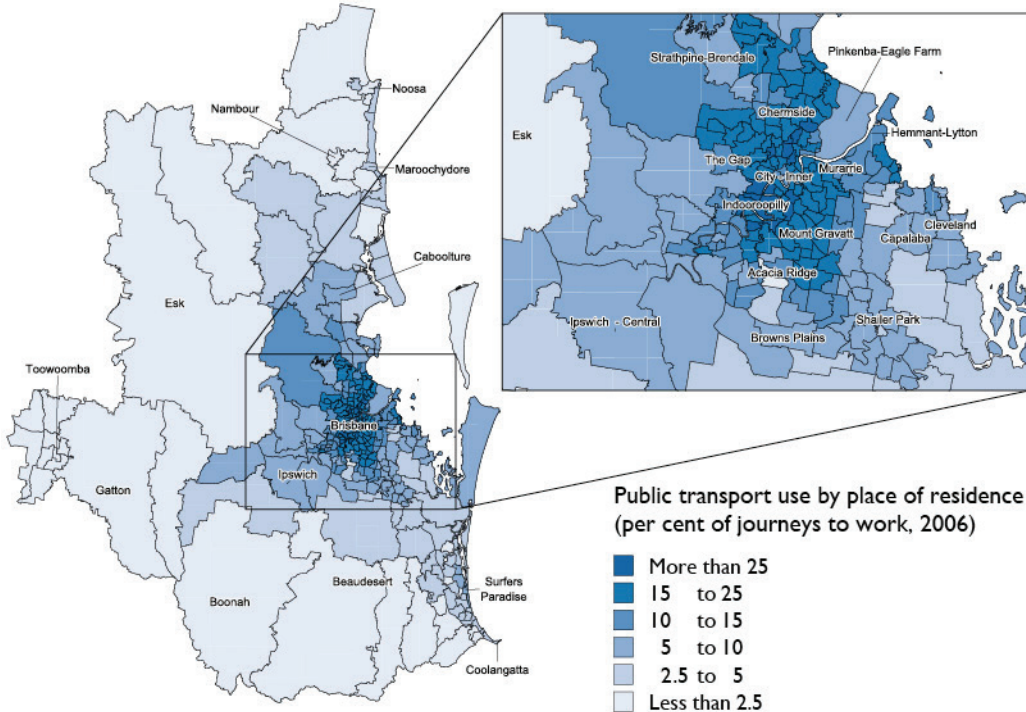 Strathpine-Brendale
Pinkenba-Eagle Farm
Noosa
Nambour
Chermside
Esk
Hemmant-Lytton
The Gap
Murarrie
Maroochydore
City - Inner
Indooroopilly
Cleveland
Mount Gravatt
Capalaba
Caboolture
Acacia Ridge
Esk
Ipswich - Central
Shailer Park
Browns Plains
Toowoomba
Brisbane
Ipswich
Gatton
Public transport use by place of residence
(per cent of journeys to work, 2006)
More than 25
15 to 25
Beaudesert
Surfers
Paradise
Boonah
10 to 15
5 to 10
Coolangatta
2.5 to 5
Less than 2.5